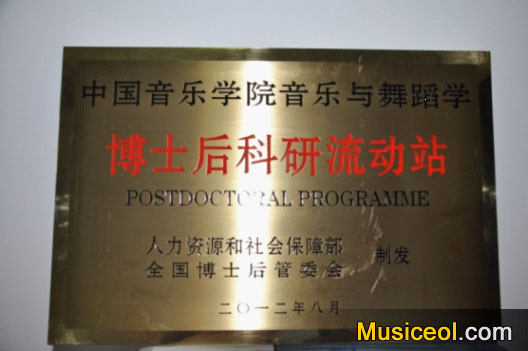 中国音乐学院音乐与舞蹈学
博士后科研流动站
POSTDOCTORAL PROGRAMME
人力资源和社会保障部
全国博士后管委会
制发
二〇一二年八月
Musiceol.com